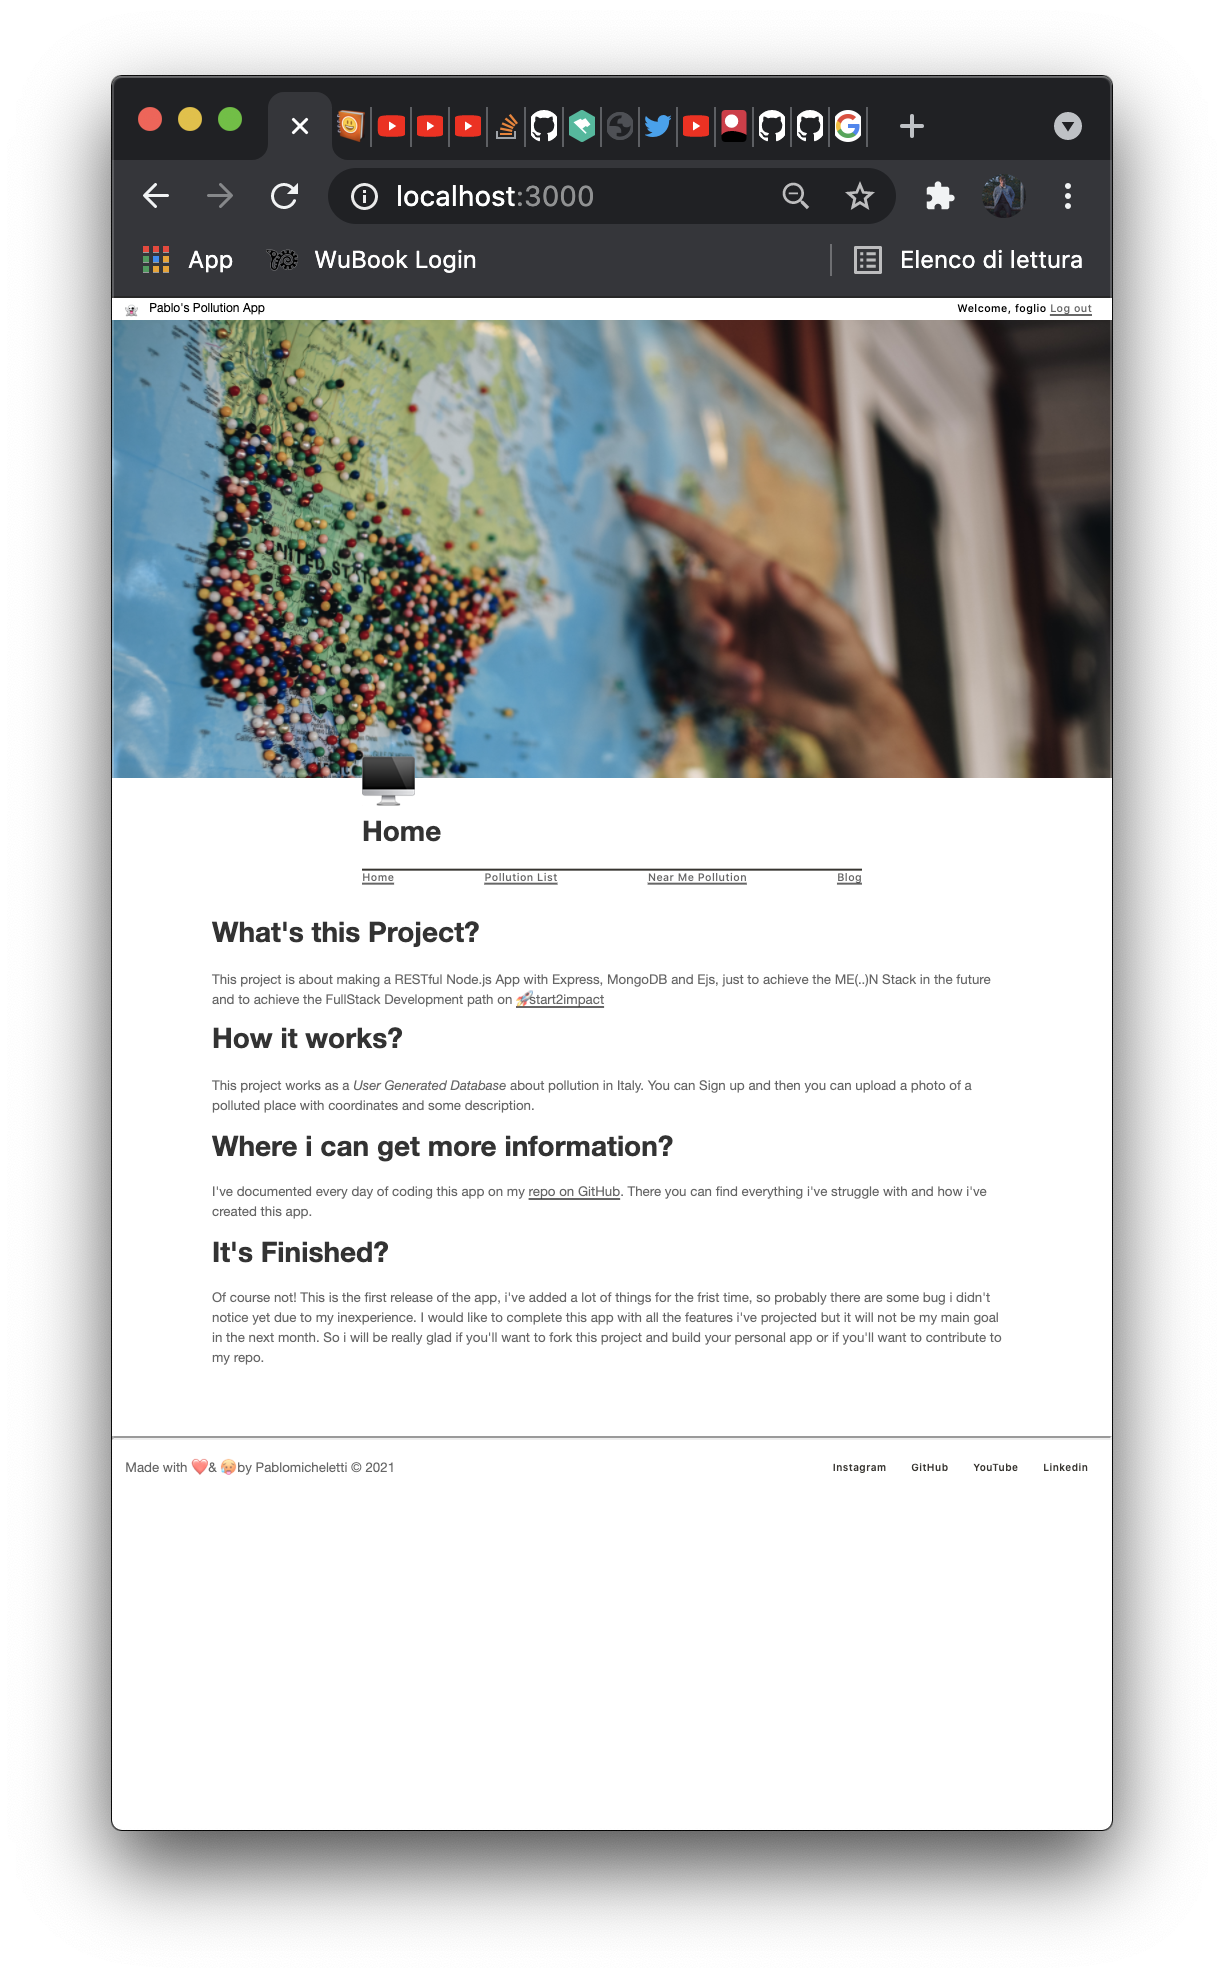 localhost:3000
App
WuBook Login
Elenco di lettura
Pablo's Pollution App
Welcome, foglio Log out
CANADA
Home
Home
Pollution List
Near Me Pollution
Blog
What's this Project?
This project is about making a RESTful Node.js App with Express, MongoDB and Ejs, just to achieve the ME(..)N Stack in the future
and to achieve the FullStack Development path on 🚀start2impact
How it works?
This project works as a User Generated Database about pollution in Italy. You can Sign up and then you can upload a photo of a
polluted place with coordinates and some description.
Where i can get more information?
I've documented every day of coding this app on my repo on GitHub. There you can find everything i've struggle with and how i've
created this app.
It's Finished?
Of course not! This is the first release of the app, i've added a lot of things for the frist time, so probably there are some bug i didn't
notice yet due to my inexperience. I would like to complete this app with all the features i've projected but it will not be my main goal
in the next month. So i will be really glad if you'll want to fork this project and build your personal app or if you'll want to contribute to
my repo.
Made with ❤️& 🥵by Pablomicheletti © 2021
Instagram
GitHub
YouTube
Linkedin